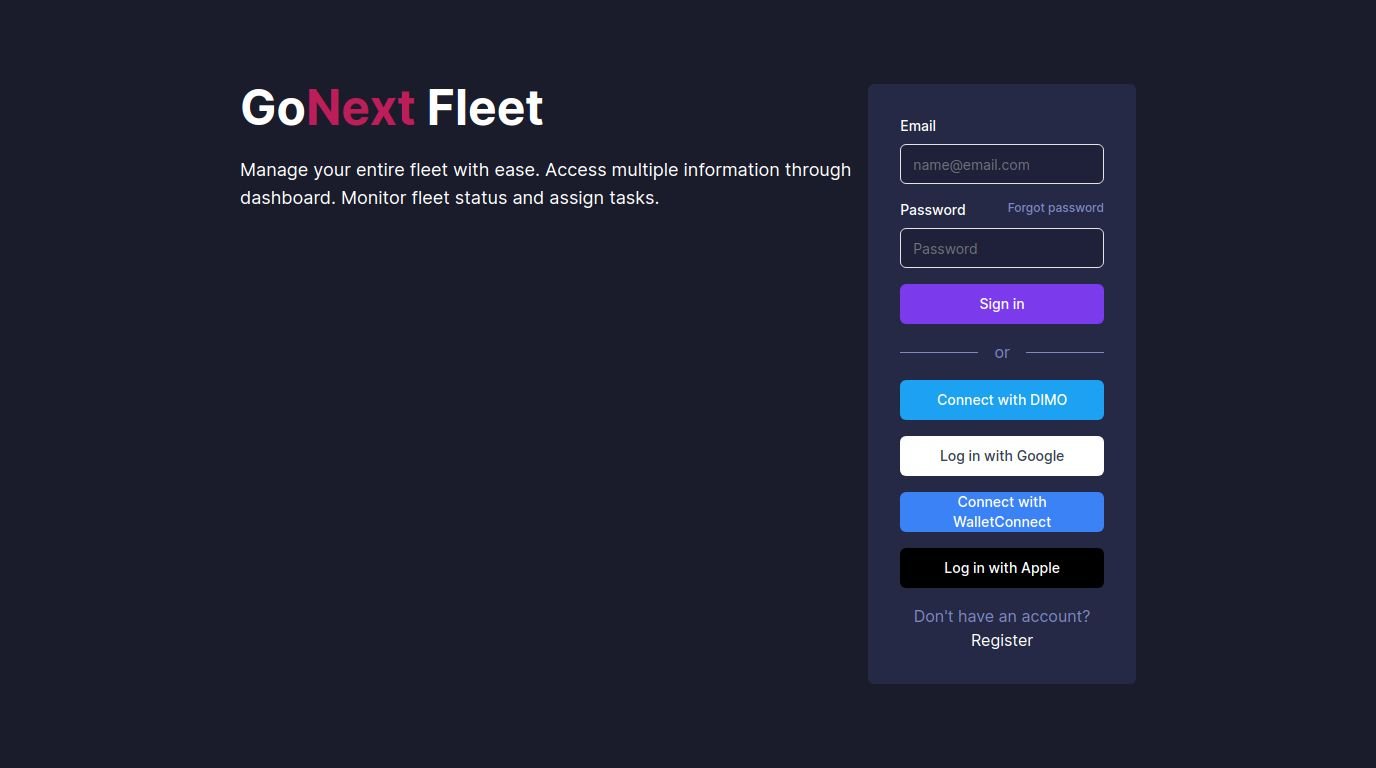 GoNext Fleet
Manage your entire fleet with ease. Access multiple information through
dashboard. Monitor fleet status and assign tasks.
Email
name@email.com
Password
Forgot password
Password
Sign in
or
Connect with DIMO
Log in with Google
Connect with
WalletConnect
Log in with Apple
Don't have an account?
Register